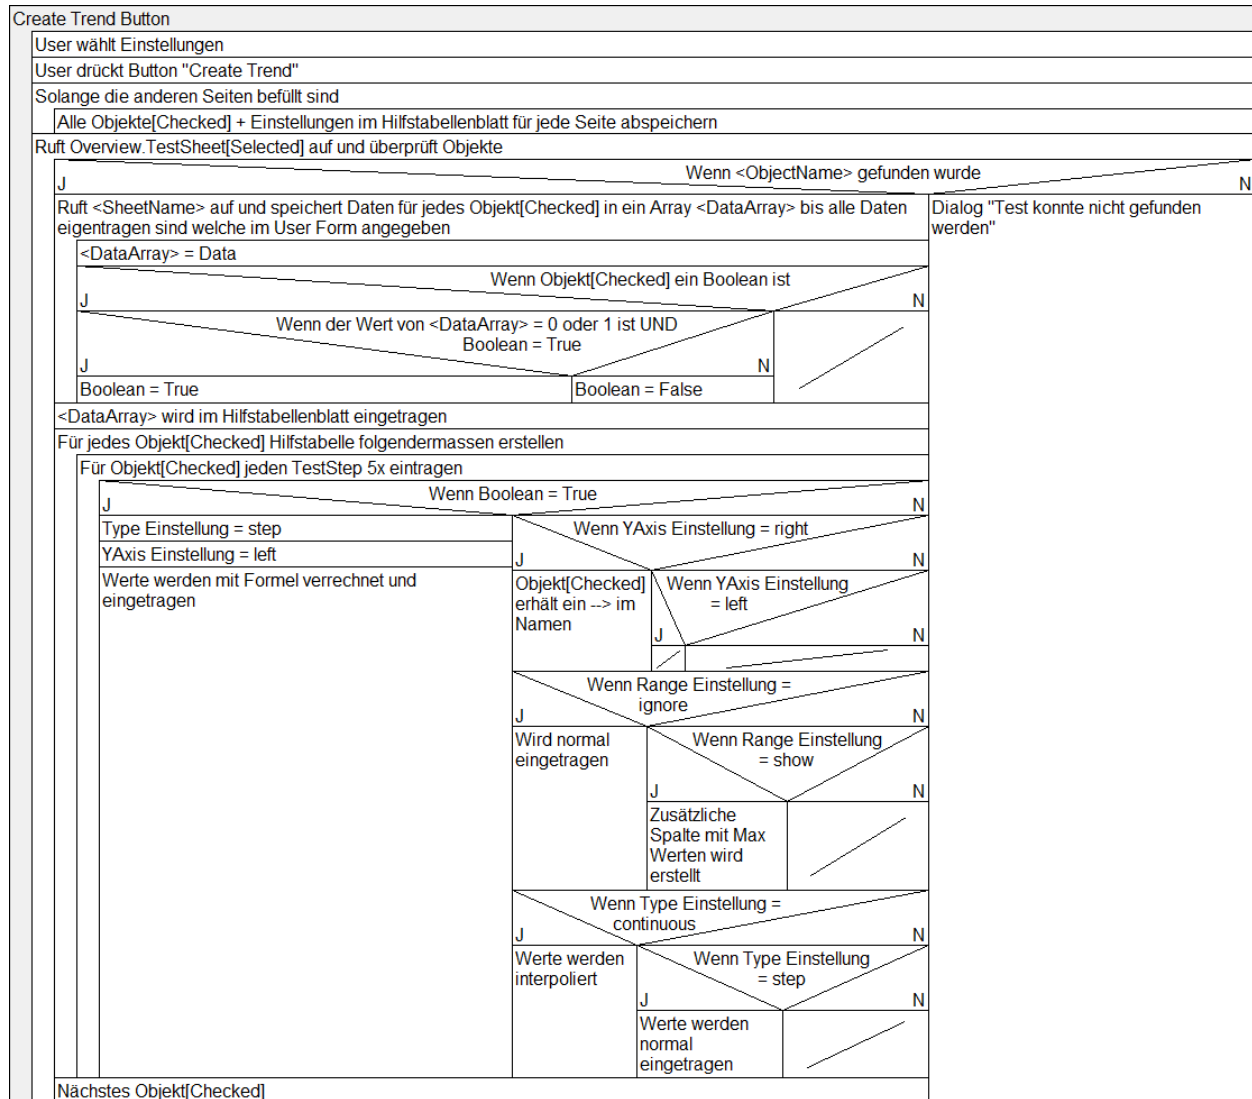 Create Trend Button
User wählt Einstellungen
User drückt Button "Create Trend"
Solange die anderen Seiten befüllt sind
Alle Objekte[Checked] + Einstellungen im Hilfstabellenblatt für jede Seite abspeichern
Ruft Overview.TestSheet[Selected] auf und überprüft Objekte
Wenn <ObjectName> gefunden wurde
J
N
Ruft <SheetName> auf und speichert Daten für jedes Objekt[Checked] in ein Array <DataArray> bis alle Daten
eigentragen sind welche im User Form angegeben
Dialog "Test konnte nicht gefunden
werden"
<DataArray> = Data
Wenn Objekt[Checked] ein Boolean ist
J
N
Wenn der Wert von <DataArray> = 0 oder 1 ist UND
Boolean = True
J
N
Boolean = True
Boolean = False
<DataArray> wird im Hilfstabellenblatt eingetragen
Für jedes Objekt[Checked] Hilfstabelle folgendermassen erstellen
Für Objekt[Checked] jeden TestStep 5x eintragen
Wenn Boolean = True
J
N
Type Einstellung = step
YAxis Einstellung = left
Werte werden mit Formel verrechnet und
eingetragen
Wenn YAxis Einstellung = right
J
N
Objekt[Checked]
erhält ein --> im
Namen
Wenn YAxis Einstellung
= left
J
N
Wenn Range Einstellung =
ignore
J
N
Wird normal
eingetragen
Wenn Range Einstellung
= show
J
N
Zusätzliche
Spalte mit Max
Werten wird
erstellt
Wenn Type Einstellung =
continuous
J
N
Werte werden
interpoliert
Wenn Type Einstellung
= step
J
N
Werte werden
normal
eingetragen
Nächstes Objekt[Checked]